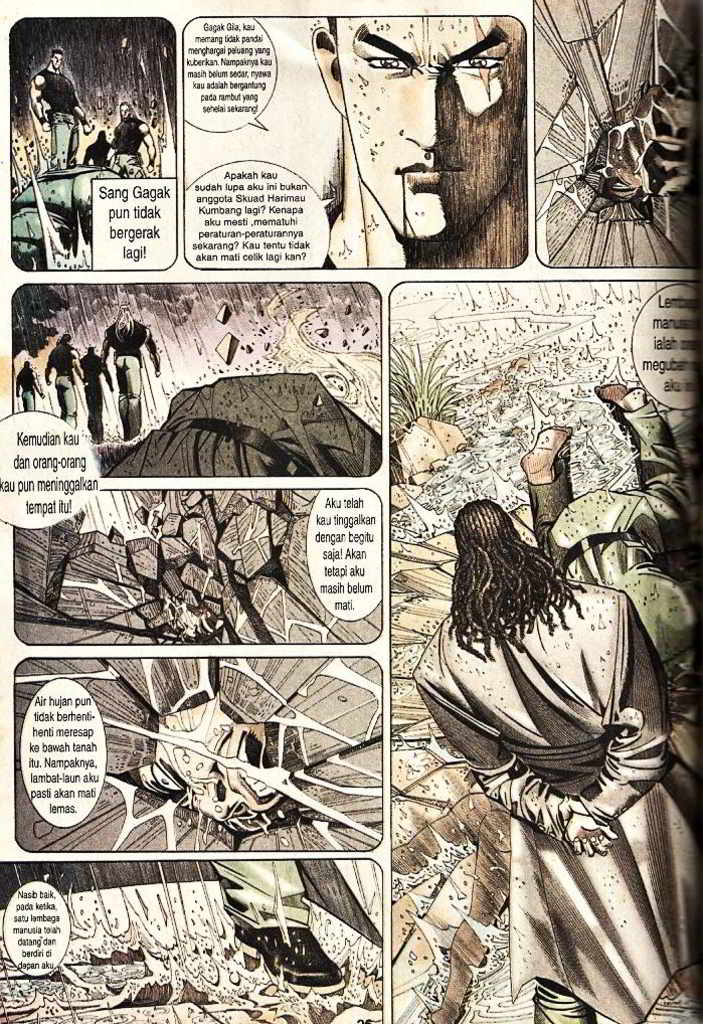 Sang Gagak
pun tidak
bergerak
lagi!
Gagak Gila, kau
memang tidak pandai
menghargai peluang yang
kuberikan. Nampaknya kau
masih belum sedar, nyawa
kau adalah bergantung
pada rambut yang
sehelai sekarang!
Apakah kau
sudah lupa aku ini bukan
anggota Skuad Harimau
Kumbang lagi? Kenapa
aku mesti ,mematuhi
peraturan-peraturannya
sekarang? Kau tentu tidak
akan mati celik lagi kan?
Kemudian kau
dan orang-orang
kau pun meninggalkan
tempat itu!
Aku telah
kau tinggalkan
dengan begitu
saja! Akan
tetapi aku
masih belum
mati.
Air hujan pun
tidak berhenti-
henti meresap
ke bawah tanah
itu. Nampaknya,
lambat-laun aku
pasti akan mati
lemas.
Nasib baik,
pada ketika,
satu lembaga
manusia telah
datang dan
berdiri di
depan aku.
manusia
ialah
aku